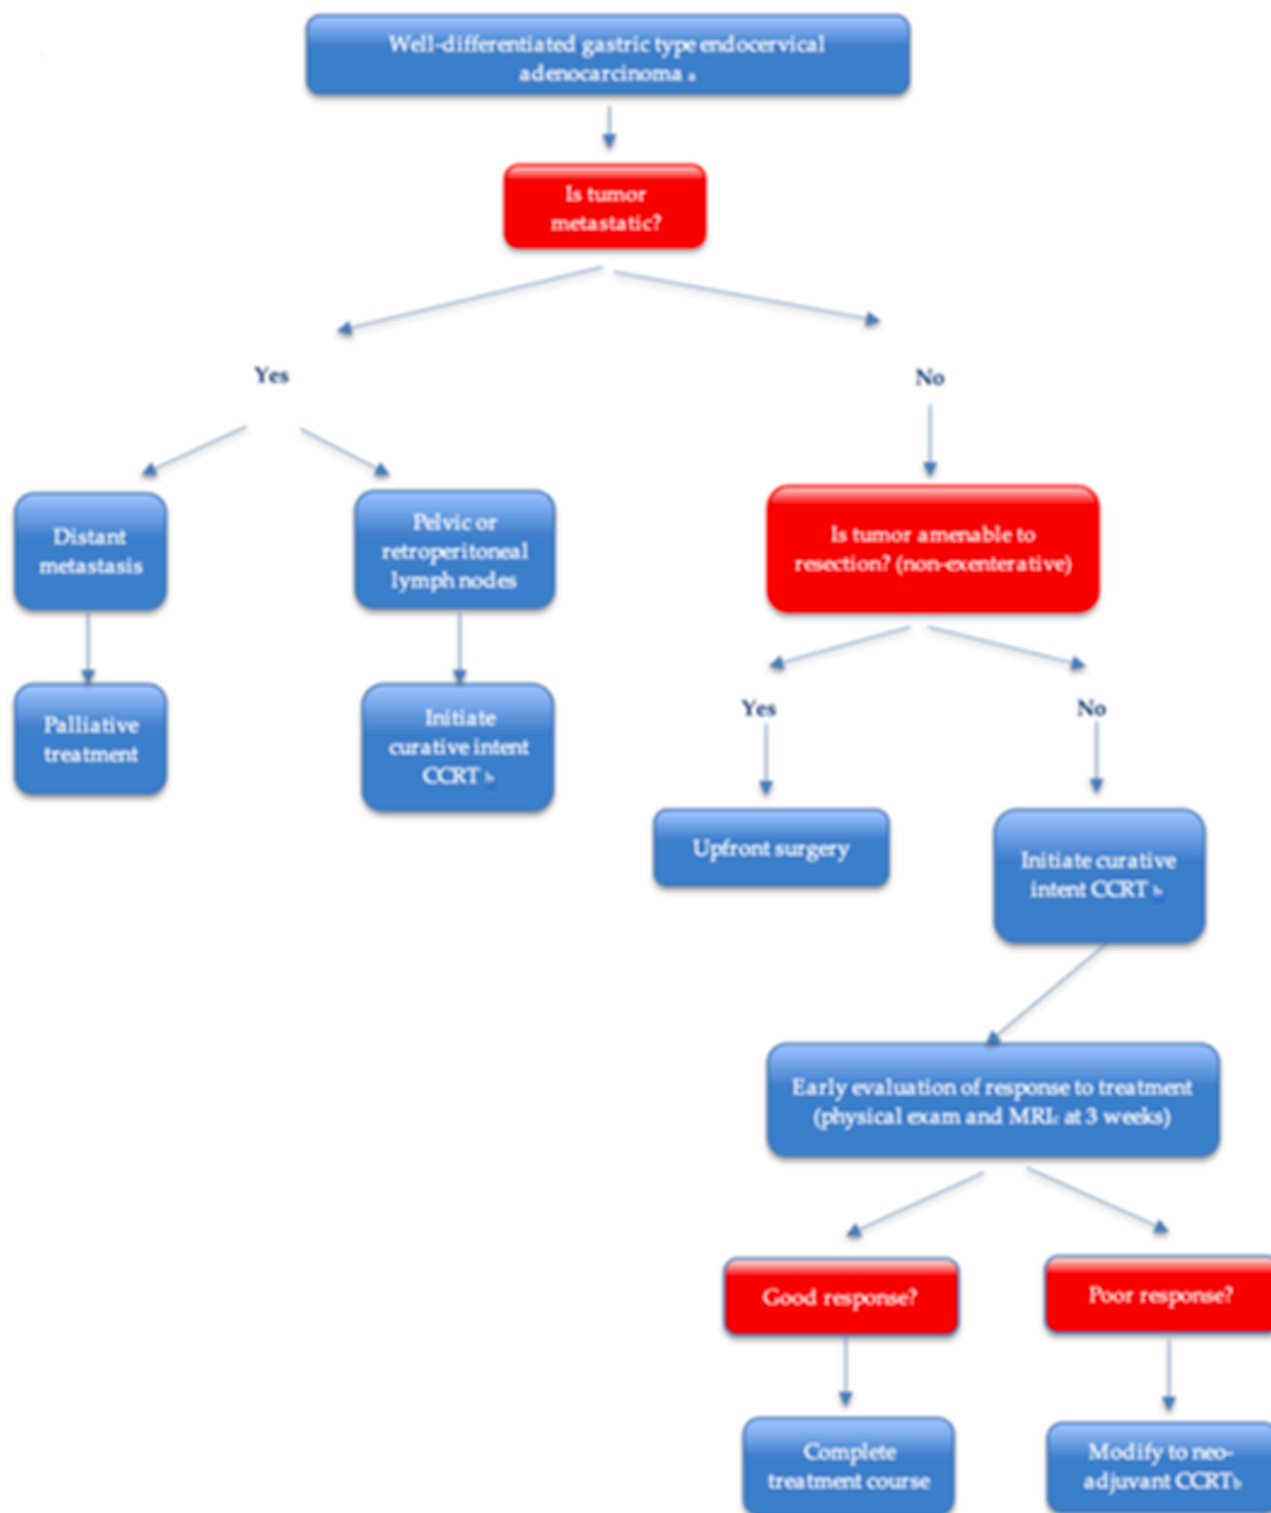 Well-differentiated gastric type endocervical
adenocarcinoma a
Is tumor
metastatic?
Yes
No
Distant
metastasis
Pelvic or
retroperitoneal
lymph nodes
Is tumor amenable to
resection? (non-exenterative)
Palliative
treatment
Initiate
curative intent
CCRT b
Yes
No
Upfront surgery
Initiate curative
intent CCRT b
Early evaluation of response to treatment
(physical exam and MRIc at 3 weeks)
Good response?
Poor response?
Complete
treatment course
Modify to neo-
adjuvant CCRTb